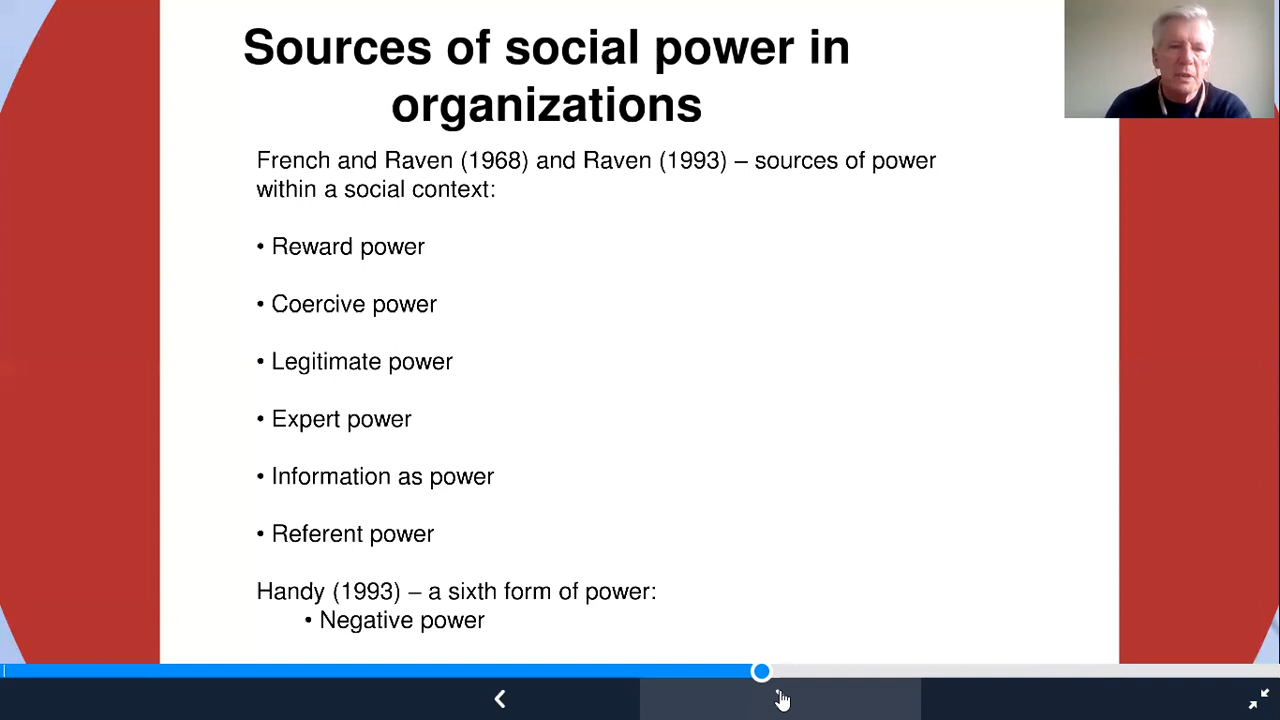 Sources of social power in
organizations
French and Raven (1968) and Raven (1993) – sources of power
within a social context:
• Reward power
• Coercive power
• Legitimate power
• Expert power
• Information as power
• Referent power
Handy (1993) – a sixth form of power:
• Negative power